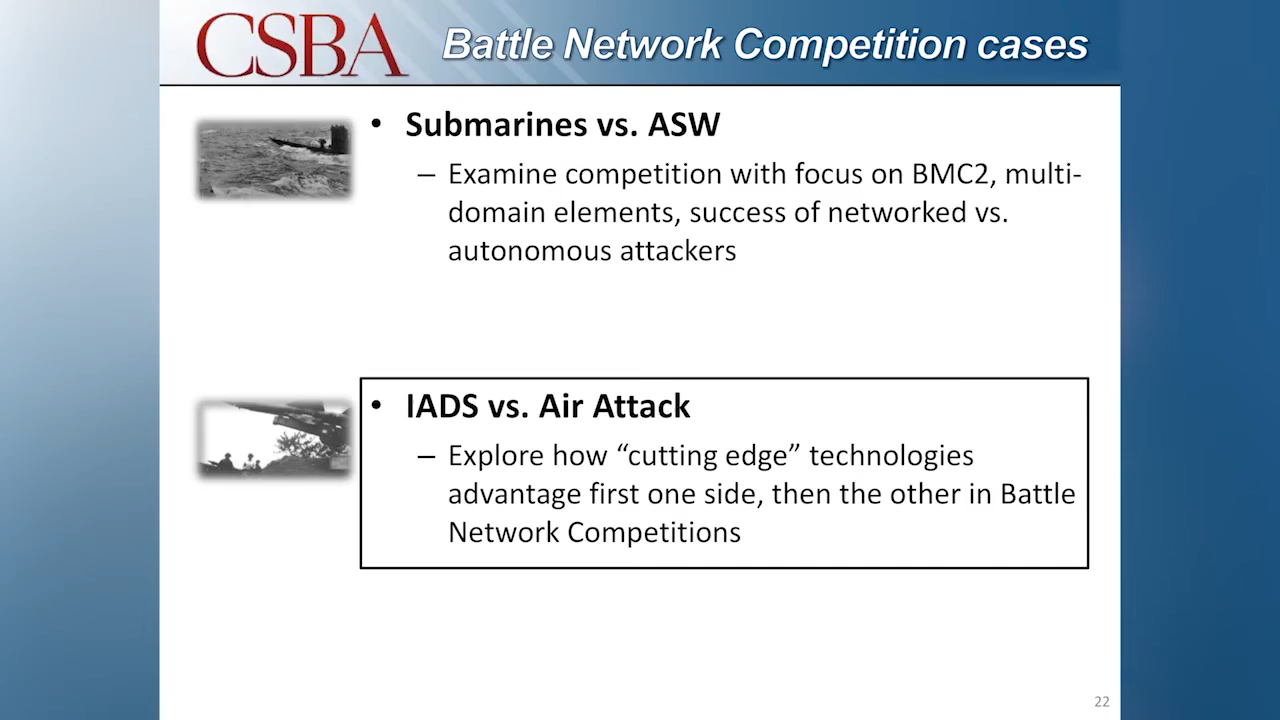 CSBA
Battle Network Competition cases
• Submarines vs. ASW
– Examine competition with focus on BMC2, multi-
domain elements, success of networked vs.
autonomous attackers
• IADS vs. Air Attack
– Explore how “cutting edge” technologies
advantage first one side, then the other in Battle
Network Competitions
22